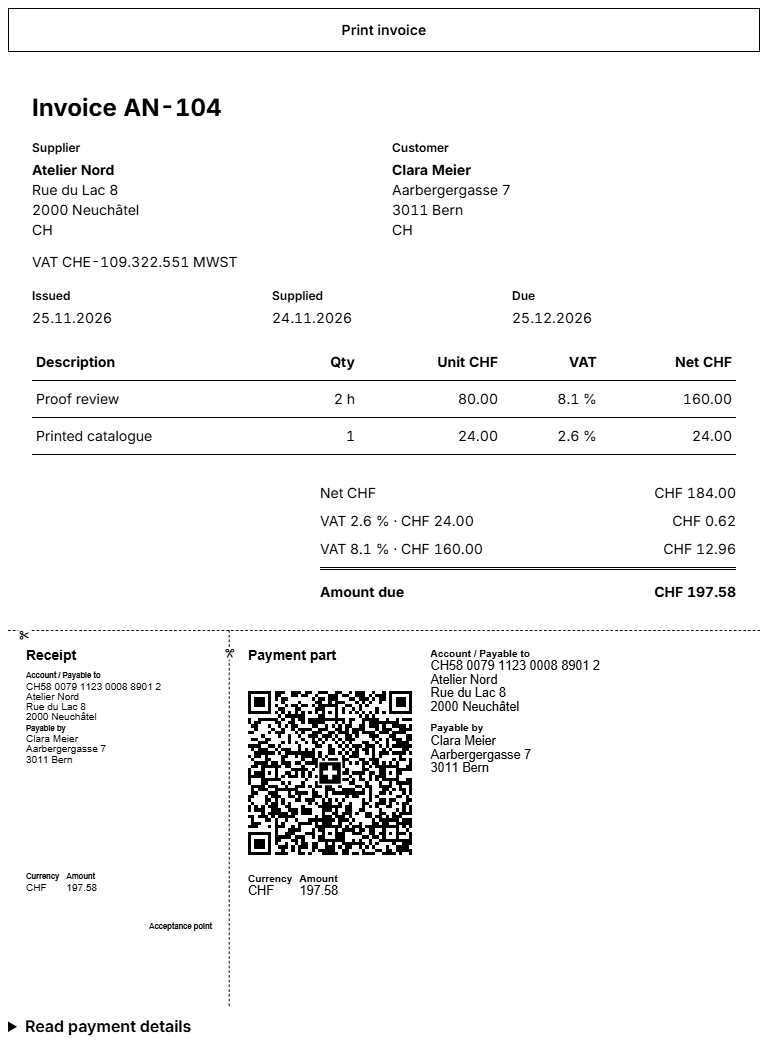 Print invoice
Invoice AN-104
Supplier
Atelier Nord
Rue du Lac 8
2000 Neuchâtel
CH
VAT CHE-109.322.551 MWST
Customer
Clara Meier
Aarbergergasse 7
3011 Bern
CH
Issued
25.11.2026
Supplied
24.11.2026
Due
25.12.2026
Description Qty Unit CHF VAT Net CHF
Proof review 2 h 80.00 8.1 % 160.00
Printed catalogue 1 24.00 2.6 % 24.00
Net CHF CHF 184.00
VAT 2.6 % · CHF 24.00 CHF 0.62
VAT 8.1 % · CHF 160.00 CHF 12.96
Amount due CHF 197.58
Receipt
Account / Payable to
CH58 0079 1123 0008 8901 2
Atelier Nord
Rue du Lac 8
2000 Neuchâtel
Payable by
Clara Meier
Aarbergergasse 7
3011 Bern
Currency Amount
CHF 197.58
Acceptance point
Payment part
Currency Amount
CHF 197.58
Account / Payable to
CH58 0079 1123 0008 8901 2
Atelier Nord
Rue du Lac 8
2000 Neuchâtel
Payable by
Clara Meier
Aarbergergasse 7
3011 Bern
Read payment details